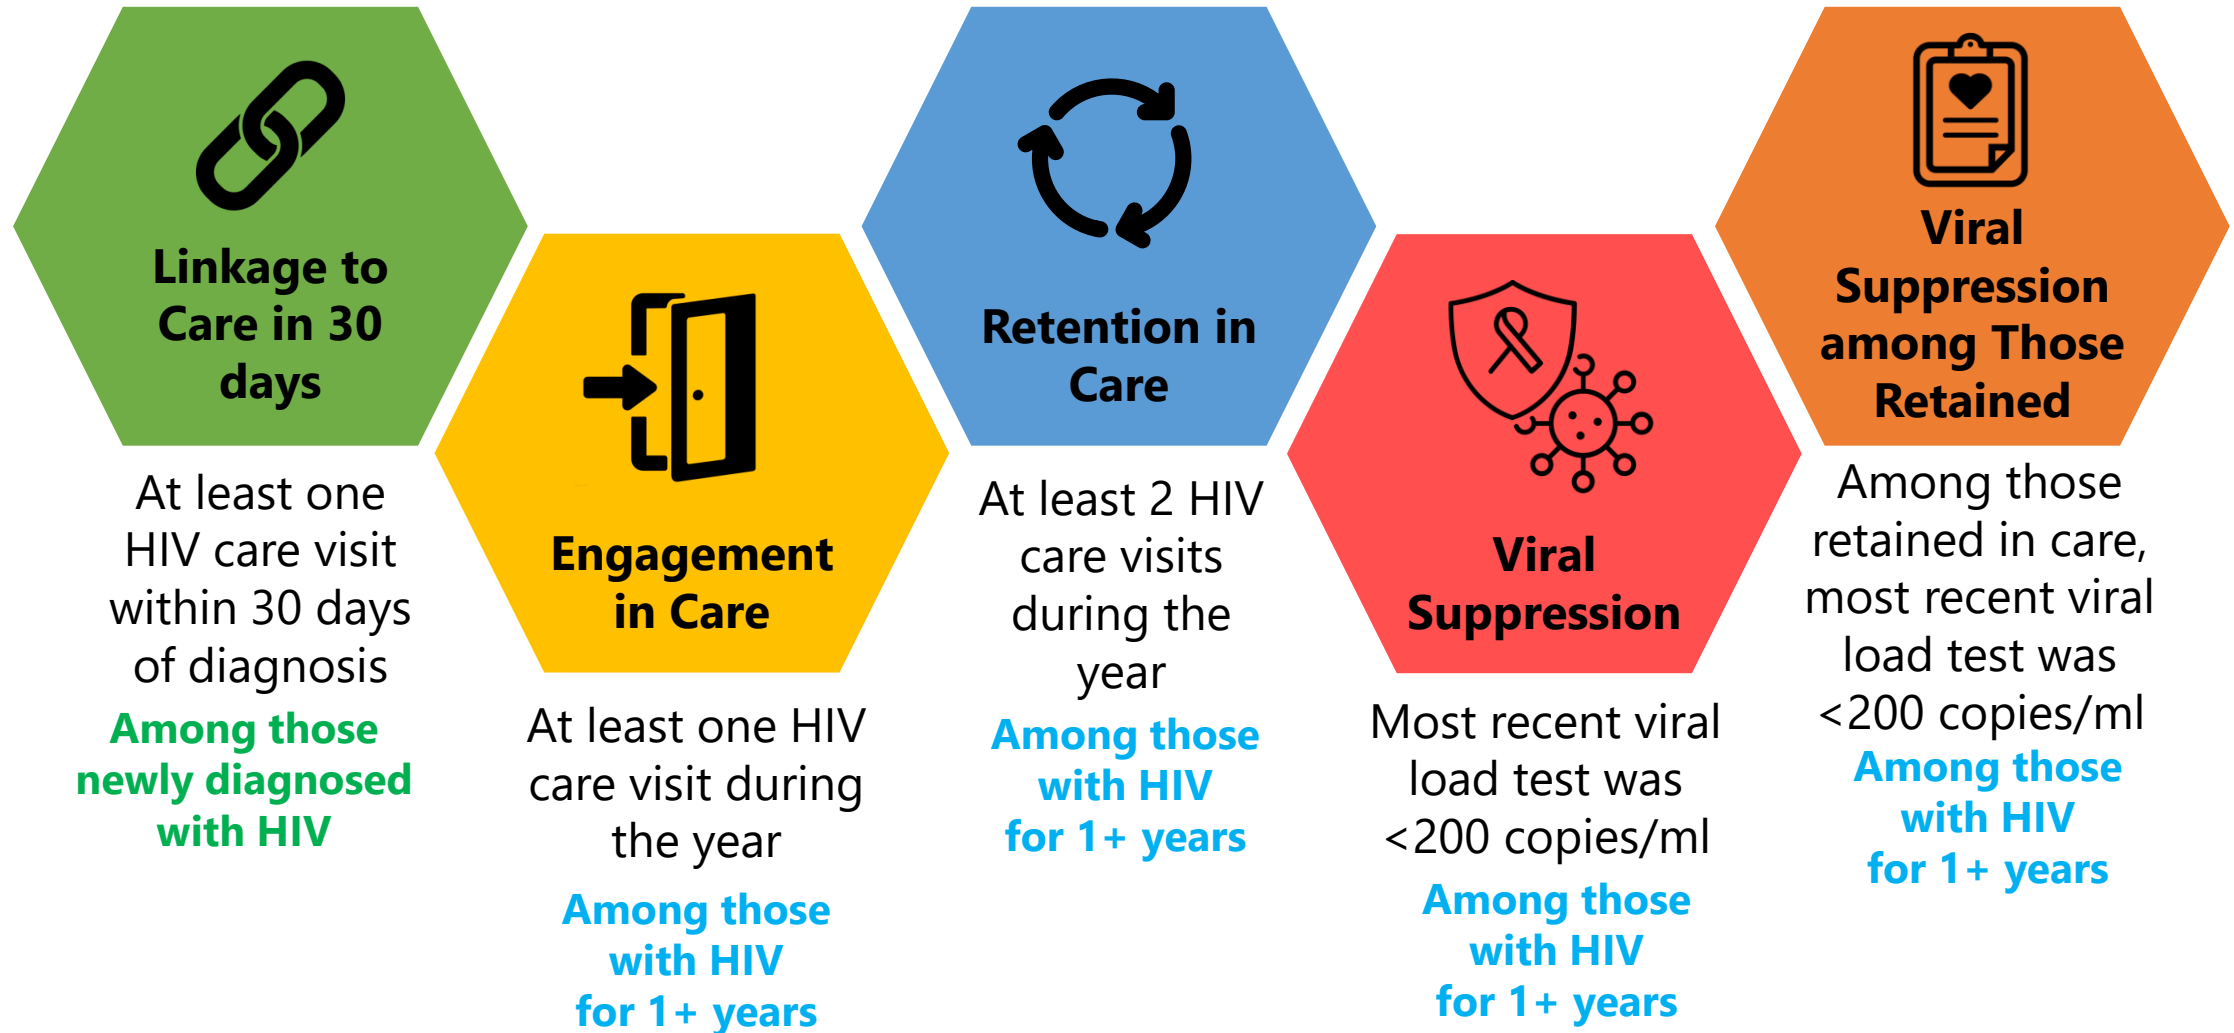 Linkage to
Care in 30
days
At least one
HIV care visit
within 30 days
of diagnosis
Among those
newly diagnosed
with HIV
Engagement
in Care
At least one HIV
care visit during
the year
Among those
with HIV
for 1+ years
Retention in
Care
At least 2 HIV
care visits
during the
year
Among those
with HIV
for 1+ years
Viral
Suppression
Most recent viral
load test was
<200 copies/ml
Among those
with HIV
for 1+ years
Viral
Suppression
among Those
Retained
Among those
retained in care,
most recent viral
load test was
<200 copies/ml
Among those
with HIV
for 1+ years